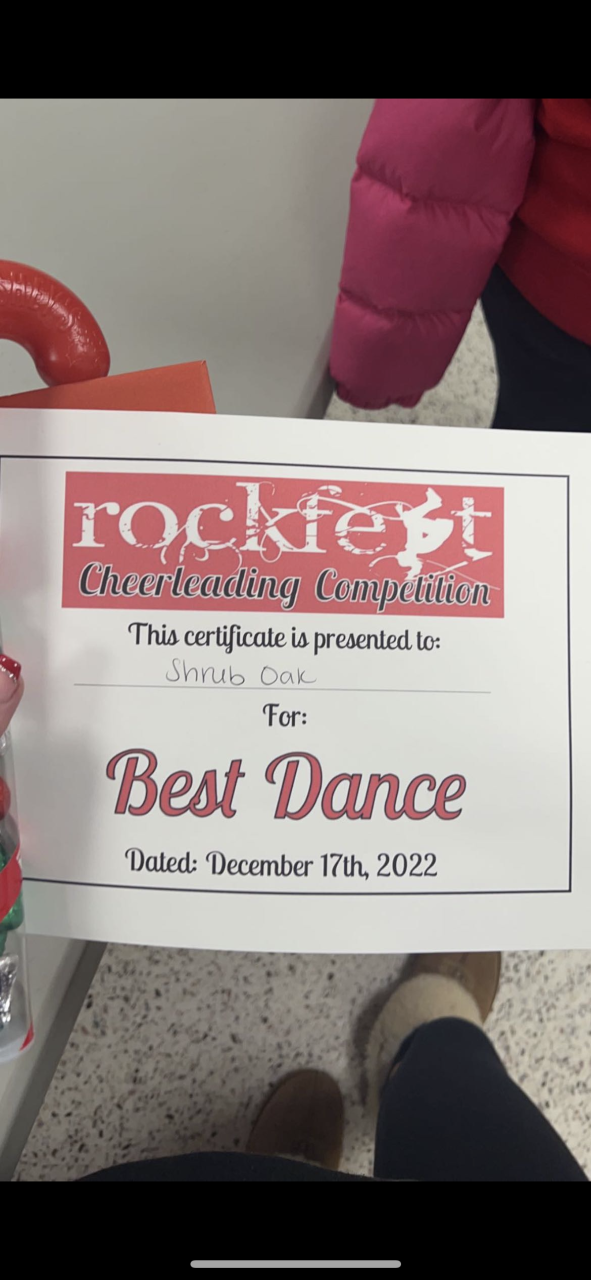 rockfest
Cheerleading Competition
This certificate is presented to:
Shrub Oak
For:
Best Dance
Dated: December 17th, 2022